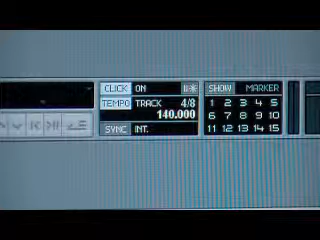 CLICK ON SHOW MARKER
TEMPO TRACK 4/8 1 2 3 4 5
140.000 6 7 8 9 10
SYNC INT. 11 12 13 14 15